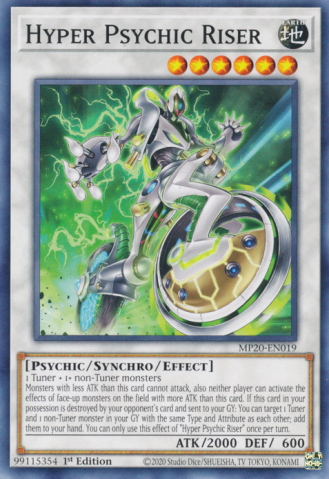 HYPER PSYCHIC RISER
EARTH
地
MP20-EN019
[PSYCHIC/SYNCHRO/EFFECT]
1 Tuner + 1+ non-Tuner monsters
Monsters with less ATK than this card cannot attack, also neither player can activate the
effects of face-up monsters on the field with more ATK than this card. If this card in your
possession is destroyed by your opponent's card and sent to your GY: You can target 1 Tuner
and 1 non-Tuner monster in your GY with the same Type and Attribute as each other; add
them to your hand. You can only use this effect of "Hyper Psychic Riser" once per turn.
ATK/2000 DEF/ 600
99115354 1st Edition ©2020 Studio Dice/SHUEISHA, TV TOKYO, KONAMI